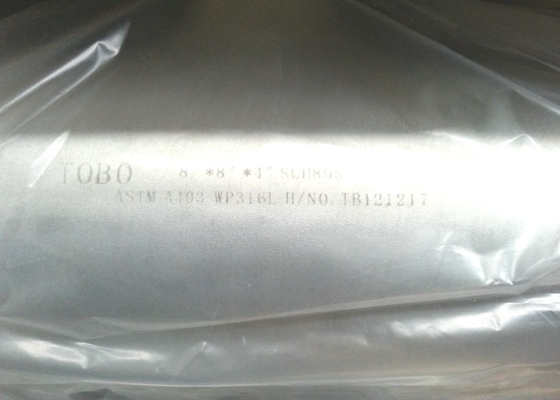 TOBO 8" *8" *4" SCH80S
ASTM A403 WP316L H/NO. TB121217